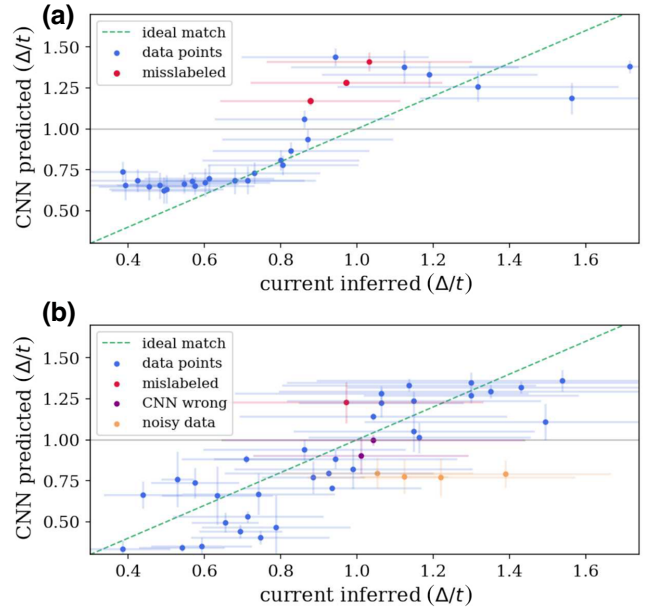 (a)
ideal match
data points
misslabeled
1.50
1.25
1.00
0.75
0.50
CNN predicted (Δ/t)
0.4 0.6 0.8 1.0 1.2 1.4 1.6
current inferred (Δ/t)
(b)
ideal match
data points
mislabeled
CNN wrong
noisy data
1.50
1.25
1.00
0.75
0.50
CNN predicted (Δ/t)
0.4 0.6 0.8 1.0 1.2 1.4 1.6
current inferred (Δ/t)